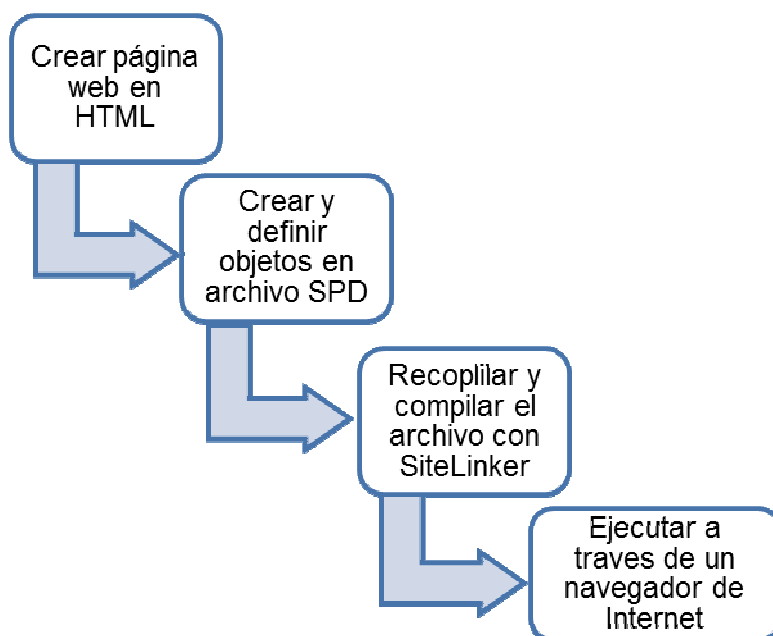 Crear página
web en
HTML
Crear y
definir
objetos en
archivo SPD
Recoplilar y
compilar el
archivo con
SiteLinker
Ejecutar a
traves de un
navegador de
Internet